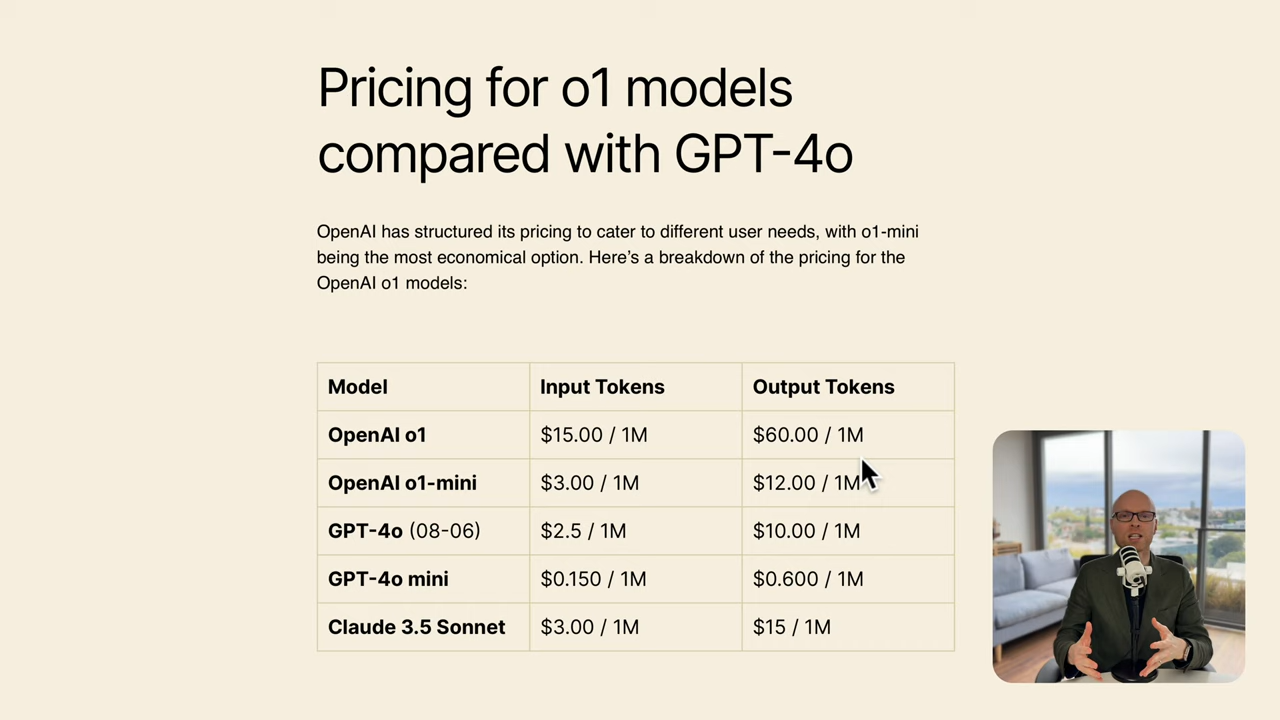 Pricing for o1 models
compared with GPT-4o
OpenAI has structured its pricing to cater to different user needs, with o1-mini
being the most economical option. Here’s a breakdown of the pricing for the
OpenAI o1 models:
Model Input Tokens Output Tokens
OpenAI o1 $15.00 / 1M $60.00 / 1M
OpenAI o1-mini $3.00 / 1M $12.00 / 1M
GPT-4o (08-06) $2.5 / 1M $10.00 / 1M
GPT-4o mini $0.150 / 1M $0.600 / 1M
Claude 3.5 Sonnet $3.00 / 1M $15 / 1M